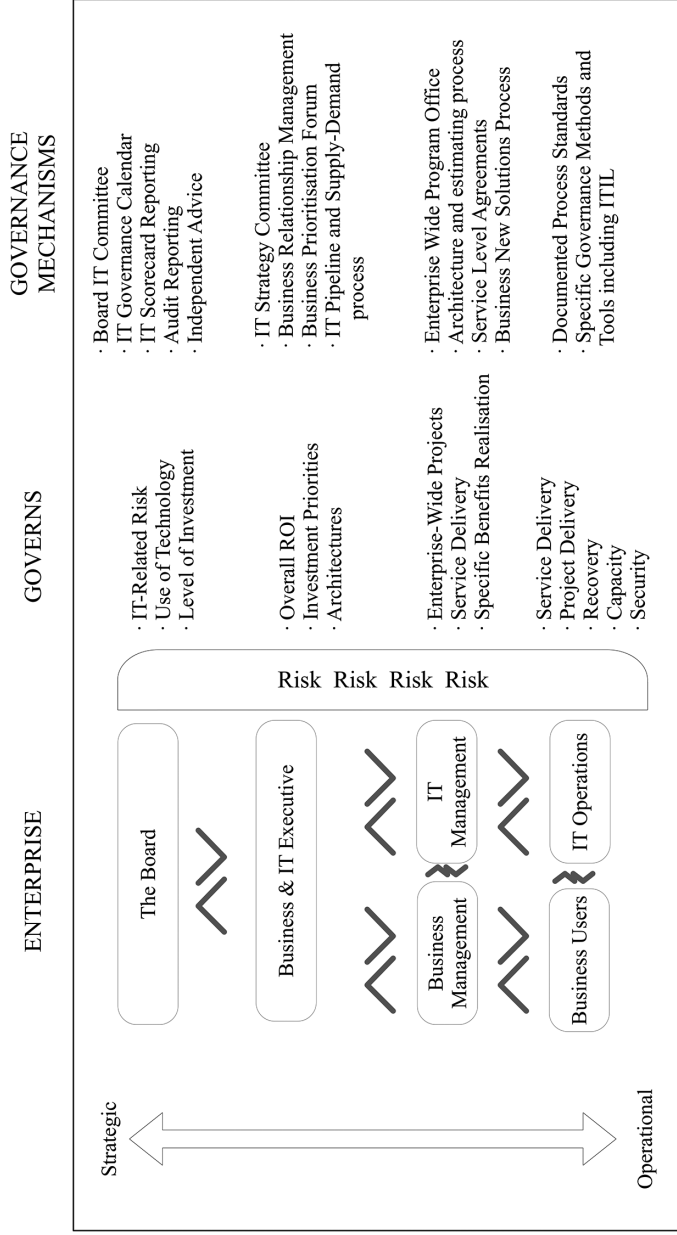 ENTERPRISE
GOVERNS
GOVERNANCE
MECHANISMS
Strategic
Operational
The Board
Business & IT Executive
Business
Management
IT
Management
Business Users
IT Operations
Risk Risk Risk Risk
· IT-Related Risk
· Use of Technology
· Level of Investment
· Overall ROI
· Investment Priorities
· Architectures
· Enterprise-Wide Projects
· Service Delivery
· Specific Benefits Realisation
· Service Delivery
· Project Delivery
· Recovery
· Capacity
· Security
· Board IT Committee
· IT Governance Calendar
· IT Scorecard Reporting
· Audit Reporting
· Independent Advice
· IT Strategy Committee
· Business Relationship Management
· Business Prioritisation Forum
· IT Pipeline and Supply-Demand
process
· Enterprise Wide Program Office
· Architecture and estimating process
· Service Level Agreements
· Business New Solutions Process
· Documented Process Standards
· Specific Governance Methods and
Tools including ITIL